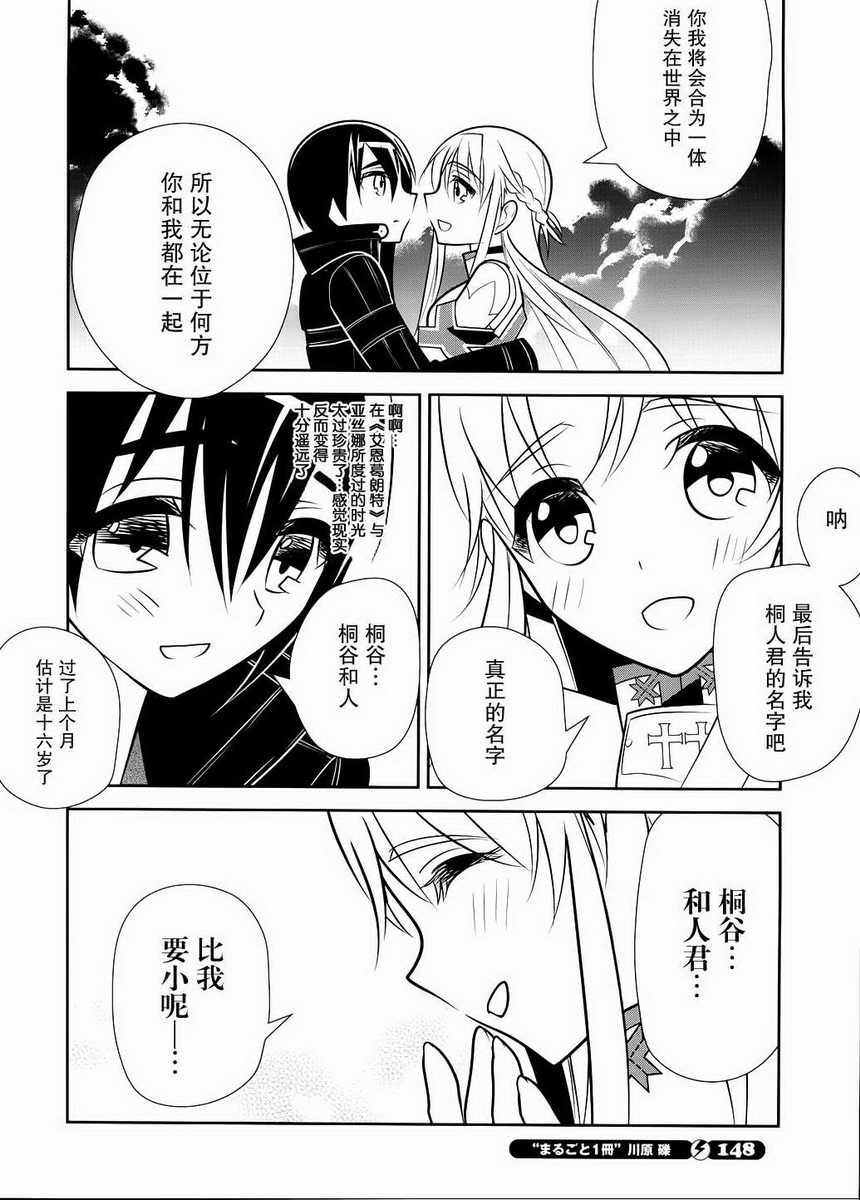 你我将会合为一体
消失在世界之中
所以无论位于何方
你和我都在一起
呐
最后告诉我
桐人君的名字吧
真正的名字
啊啊…
在《艾恩葛朗特》与
亚丝娜所度过的时光
太过珍贵了…感觉现实
反而变得
十分遥远了
桐谷…
和人
过了上个月
估计是十六岁了
桐谷…
和人君…
比我
要小呢─…
“まるごと1冊” 川原 礫 148